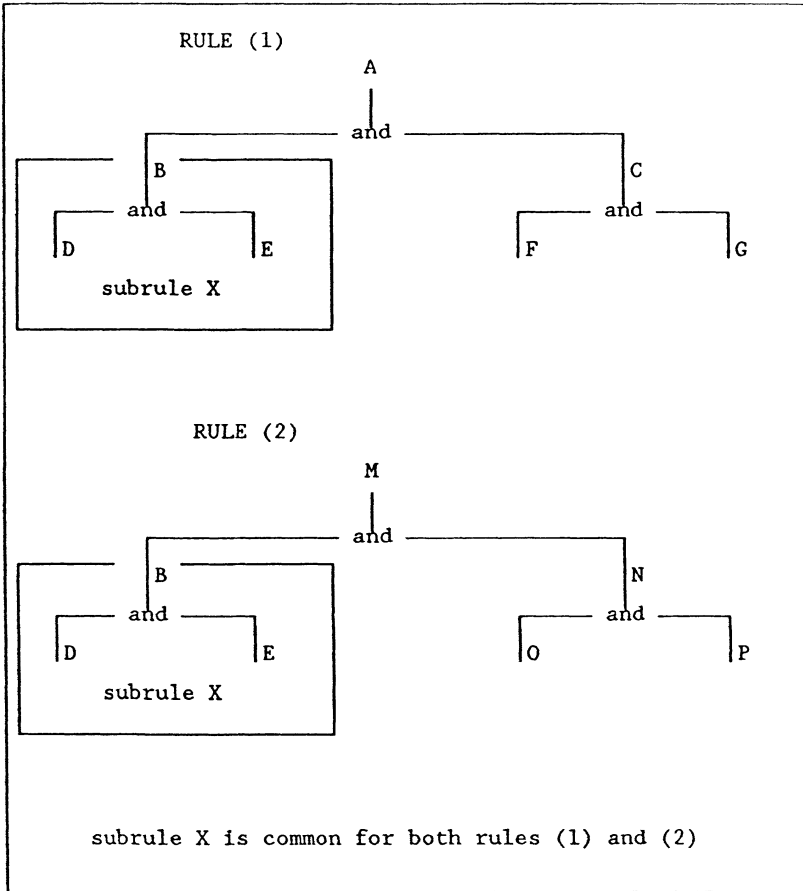 RULE (1)
A
and
B C
and and
D E F G
subrule X
RULE (2)
M
and
B N
and and
D E O P
subrule X
subrule X is common for both rules (1) and (2)